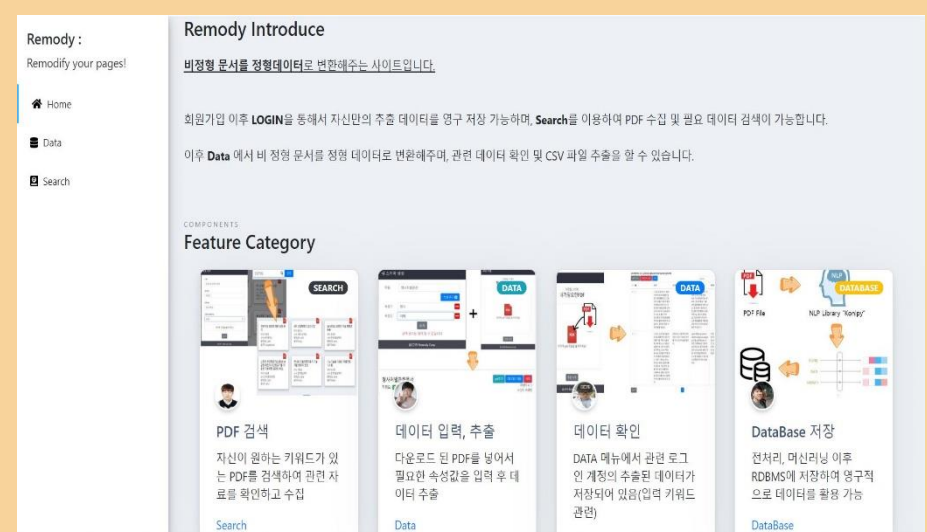 Remody :
Remodify your pages!
Home
Data
Search
Remody Introduce
비정형 문서를 정형데이터로 변환해주는 사이트입니다.
회원가입 이후 LOGIN을 통해서 자신만의 추출 데이터를 영구 저장 가능하며, Search를 이용하여 PDF 수집 및 필요 데이터 검색이 가능합니다.
이후 Data 에서 비 정형 문서를 정형 데이터로 변환해주며, 관련 데이터 확인 및 CSV 파일 추출을 할 수 있습니다.
COMPONENTS
Feature Category
SEARCH
PDF 검색
자신이 원하는 키워드가 있
는 PDF를 검색하여 관련 자
료를 확인하고 수집
Search
DATA
+
데이터 입력, 추출
다운로드 된 PDF를 넣어서
필요한 속성값을 입력 후 데
이터 추출
Data
DATA
데이터 확인
DATA 메뉴에서 관련 로그
인 계정의 추출된 데이터가
저장되어 있음(입력 키워드
관련)
PDF
NLP
DATABASE
PDF File
NLP Library "Konlpy"
DataBase 저장
전처리, 머신러닝 이후
RDBMS에 저장하여 영구적
으로 데이터를 활용 가능
DataBase